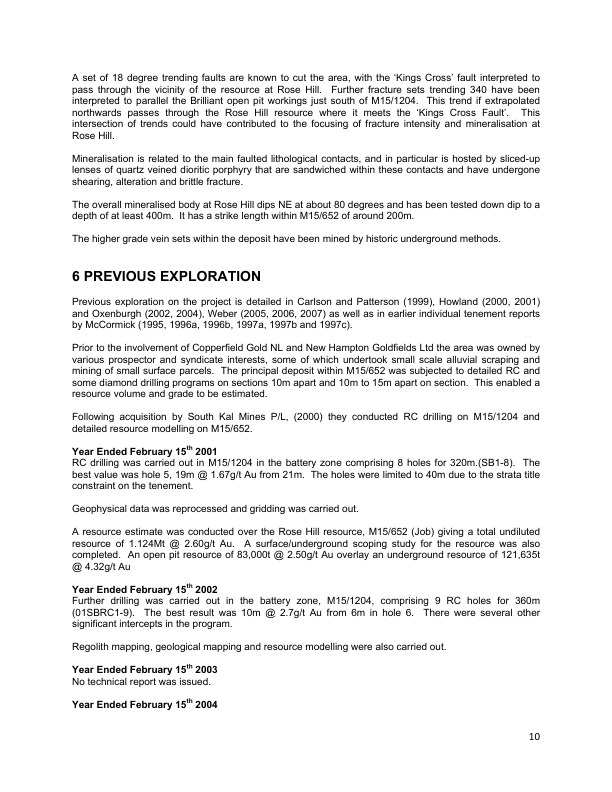 A set of 18 degree trending faults are known to cut the area, with the ‘Kings Cross’ fault interpreted to
pass through the vicinity of the resource at Rose Hill.  Further fracture sets trending 340 have been
interpreted to parallel the Brilliant open pit workings just south of M15/1204.  This trend if extrapolated
northwards passes through the Rose Hill resource where it meets the ‘Kings Cross Fault’.  This
intersection of trends could have contributed to the focusing of fracture intensity and mineralisation at
Rose Hill.
Mineralisation is related to the main faulted lithological contacts, and in particular is hosted by sliced-up
lenses of quartz veined dioritic porphyry that are sandwiched within these contacts and have undergone
shearing, alteration and brittle fracture.
The overall mineralised body at Rose Hill dips NE at about 80 degrees and has been tested down dip to a
depth of at least 400m.  It has a strike length within M15/652 of around 200m.
The higher grade vein sets within the deposit have been mined by historic underground methods.
6 PREVIOUS EXPLORATION
Previous exploration on the project is detailed in Carlson and Patterson (1999), Howland (2000, 2001)
and Oxenburgh (2002, 2004), Weber (2005, 2006, 2007) as well as in earlier individual tenement reports
by McCormick (1995, 1996a, 1996b, 1997a, 1997b and 1997c).
Prior to the involvement of Copperfield Gold NL and New Hampton Goldfields Ltd the area was owned by
various prospector and syndicate interests, some of which undertook small scale alluvial scraping and
mining of small surface parcels.  The principal deposit within M15/652 was subjected to detailed RC and
some diamond drilling programs on sections 10m apart and 10m to 15m apart on section.  This enabled a
resource volume and grade to be estimated.
Following acquisition by South Kal Mines P/L, (2000) they conducted RC drilling on M15/1204 and
detailed resource modelling on M15/652.
Year Ended February 15th 2001
RC drilling was carried out in M15/1204 in the battery zone comprising 8 holes for 320m.(SB1-8).  The
best value was hole 5, 19m @ 1.67g/t Au from 21m.  The holes were limited to 40m due to the strata title
constraint on the tenement.
Geophysical data was reprocessed and gridding was carried out.
A resource estimate was conducted over the Rose Hill resource, M15/652 (Job) giving a total undiluted
resource of 1.124Mt @ 2.60g/t Au.  A surface/underground scoping study for the resource was also
completed.  An open pit resource of 83,000t @ 2.50g/t Au overlay an underground resource of 121,635t
@ 4.32g/t Au
Year Ended February 15th 2002
Further drilling was carried out in the battery zone, M15/1204, comprising 9 RC holes for 360m
(01SBRC1-9).  The best result was 10m @ 2.7g/t Au from 6m in hole 6.  There were several other
significant intercepts in the program.
Regolith mapping, geological mapping and resource modelling were also carried out.
Year Ended February 15th 2003
No technical report was issued.
Year Ended February 15th 2004
10